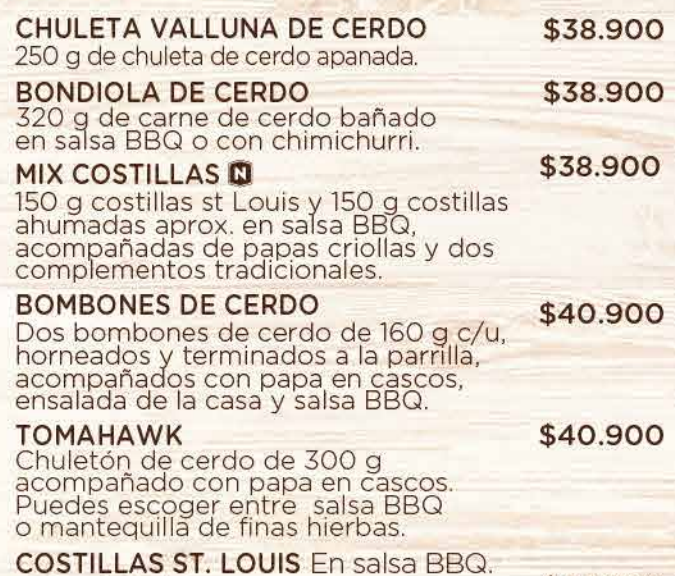 CHULETA VALLUNA DE CERDO $38.900
250 g de chuleta de cerdo apanada.
BONDIOLA DE CERDO $38.900
320 g de carne de cerdo bañado
en salsa BBQ o con chimichurri.
MIX COSTILLAS N $38.900
150 g costillas st Louis y 150 g costillas
ahumadas aprox. en salsa BBQ,
acompañadas de papas criollas y dos
complementos tradicionales.
BOMBONES DE CERDO $40.900
Dos bombones de cerdo de 160 g c/u,
horneados y terminados a la parrilla,
acompañados con papa en cascos,
ensalada de la casa y salsa BBQ.
TOMAHAWK $40.900
Chuletón de cerdo de 300 g
acompañado con papa en cascos.
Puedes escoger entre salsa BBQ
o mantequilla de finas hierbas.
COSTILLAS ST. LOUIS En salsa BBQ.